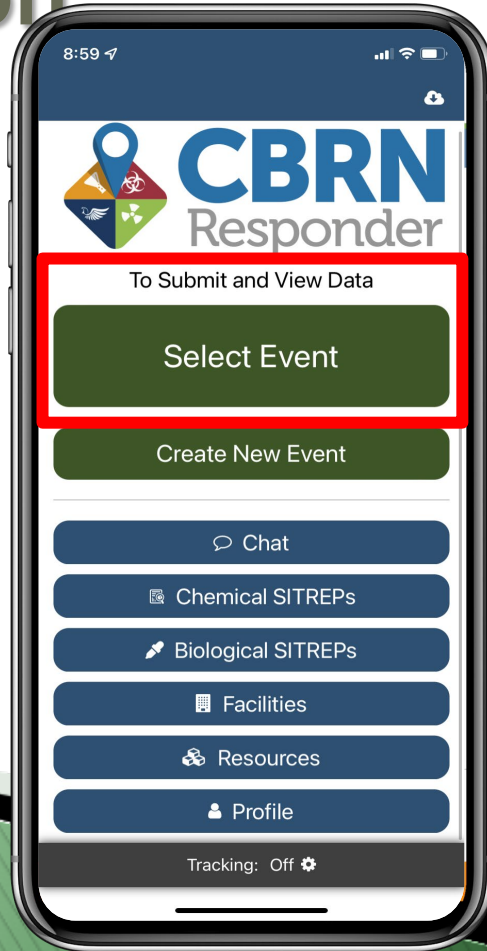 8:59
CBRN
Responder
To Submit and View Data
Select Event
Create New Event
Chat
Chemical SITREPs
Biological SITREPs
Facilities
Resources
Profile
Tracking: Off